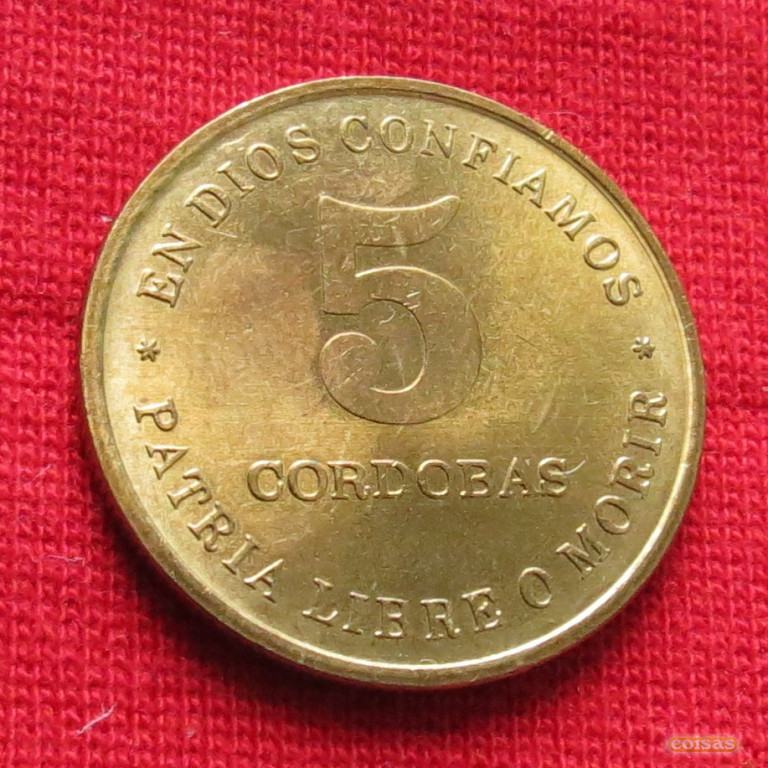 EN DIOS CONFIAMOS
5
CORDOBAS
PATRIA LIBRE O MORIR
coisas